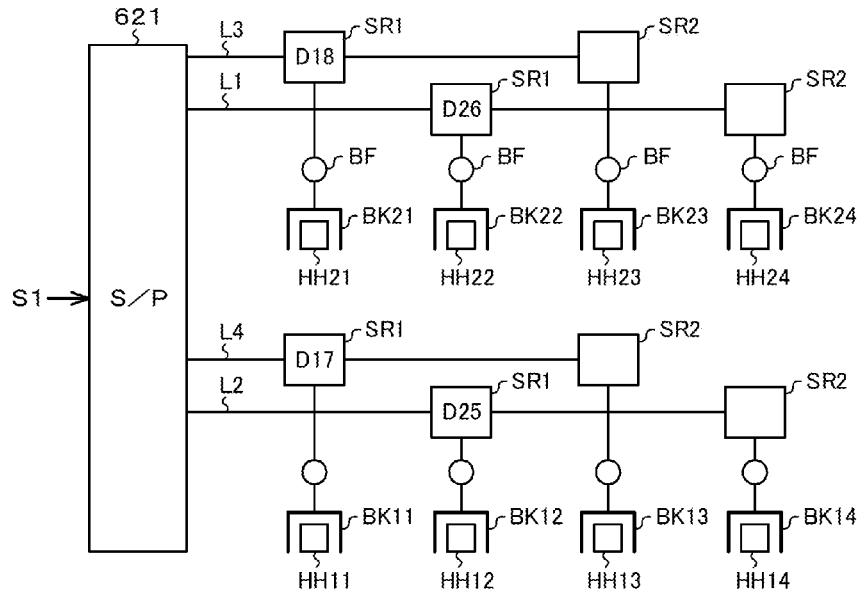 621
L3
SR1
SR2
D18
L1
SR1
SR2
D26
BF
BF
BF
BF
BK21
BK22
BK23
BK24
HH21
HH22
HH23
HH24
S1
S/P
L4
SR1
SR2
D17
L2
SR1
SR2
D25
BK11
BK12
BK13
BK14
HH11
HH12
HH13
HH14